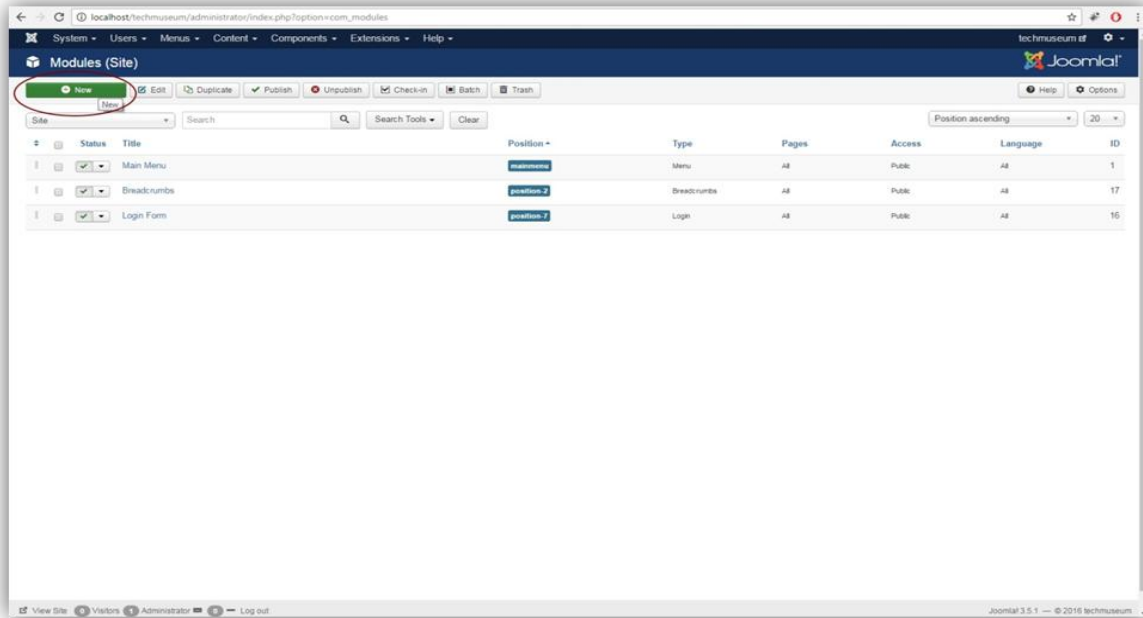 localhost/techmuseum/administrator/index.php?option=com_modules
System Users Menus Content Components Extensions Help techmuseum
Modules (Site) Joomla!
New Edit Duplicate Publish Unpublish Check-in Batch Trash Help Options
New
Site Search Search Tools Clear Position ascending 20
Status Title Position Type Pages Access Language ID
Main Menu mainmenu Menu All Public All 1
Breadcrumbs position-2 Breadcrumbs All Public All 17
Login Form position-7 Login All Public All 16
View Site 0 Visitors 1 Administrator 0 Log out Joomla! 3.5.1 — © 2016 techmuseum